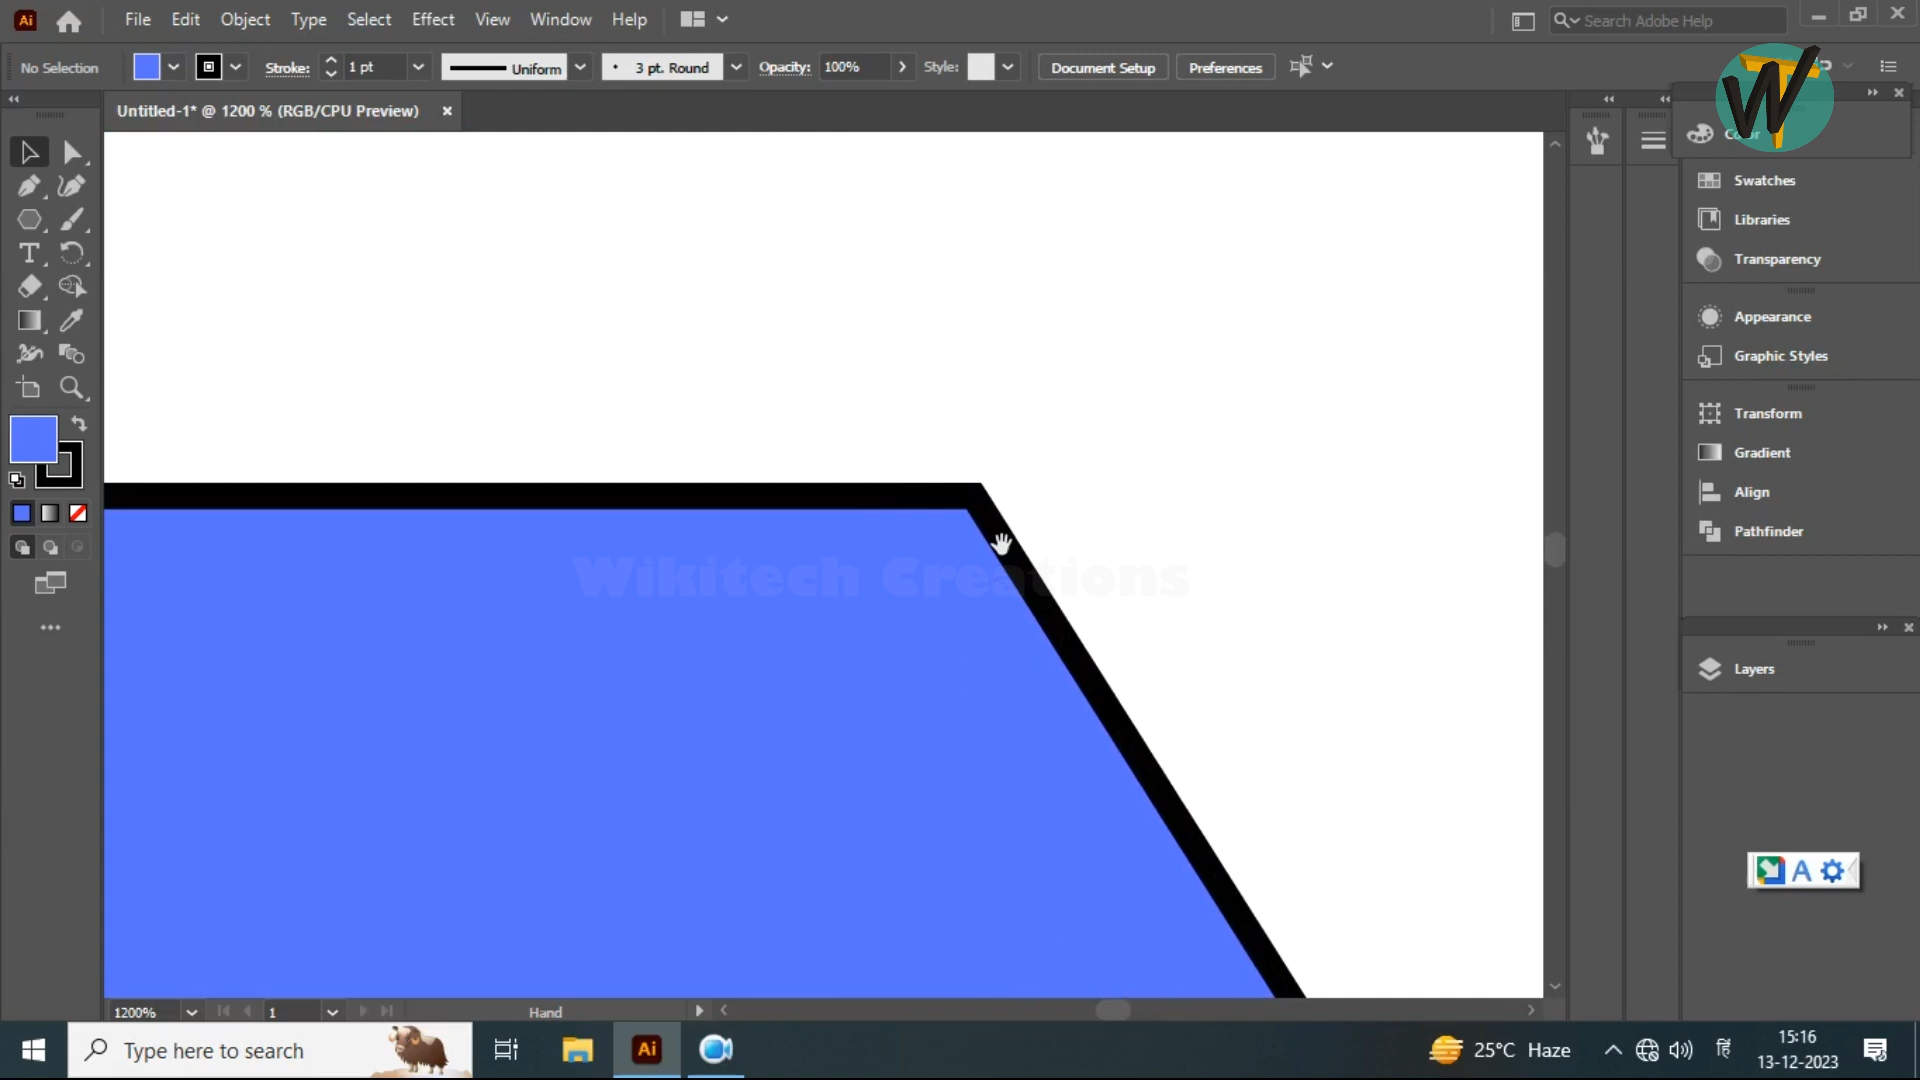 File Edit Object Type Select Effect View Window Help
Search Adobe Help
No Selection Stroke: 1 pt Uniform 3 pt. Round Opacity: 100% Style: Document Setup Preferences
Untitled-1* @ 1200 % (RGB/CPU Preview)
Color
Swatches
Libraries
Transparency
Appearance
Graphic Styles
Transform
Gradient
Align
Pathfinder
Wikitech Creations
Layers
A
1200% 1 Hand
Type here to search
Ai
25°C Haze
हिं
15:16
13-12-2023